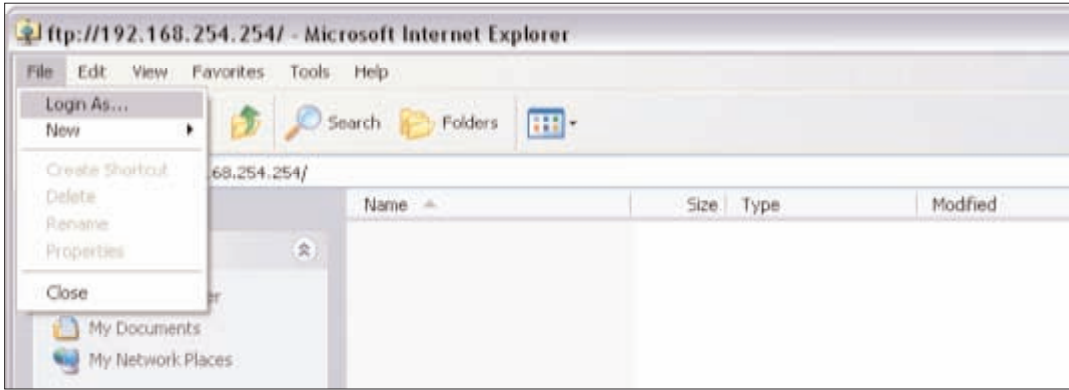 ftp://192.168.254.254/ - Microsoft Internet Explorer
File Edit View Favorites Tools Help
Login As...
New
Search Folders
Create Shortcut
68.254.254/
Delete
Name Size Type Modified
Rename
Properties
Close
er
My Documents
My Network Places